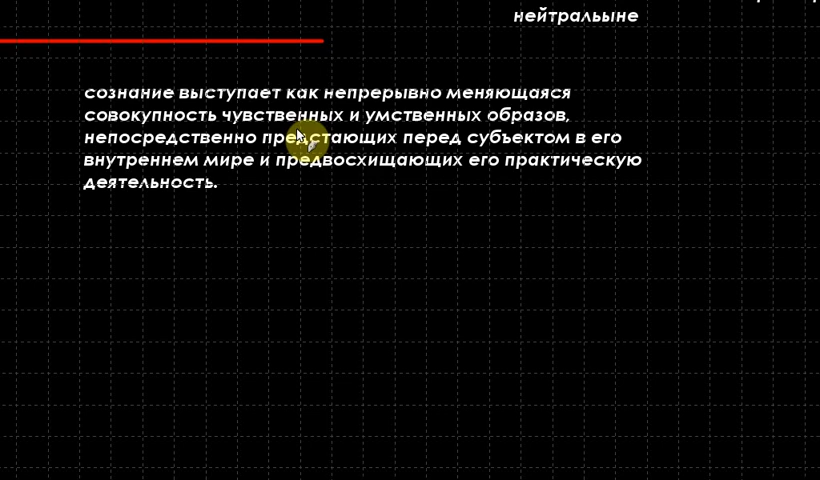 нейтральыне
сознание выступает как непрерывно меняющаяся
совокупность чувственных и умственных образов,
непосредственно предстающих перед субъектом в его
внутреннем мире и предвосхищающих его практическую
деятельность.